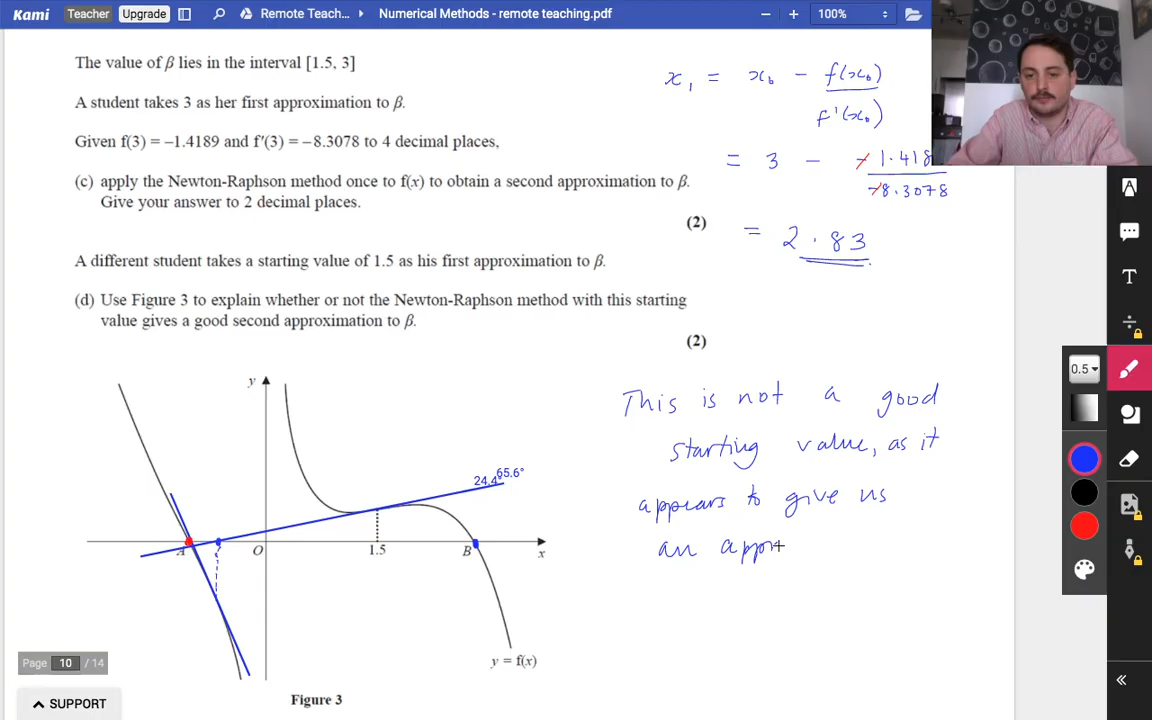 Kami
Teacher
Upgrade
Remote Teach...
Numerical Methods - remote teaching.pdf
100%
The value of β lies in the interval [1.5, 3]
A student takes 3 as her first approximation to β.
Given f(3) = −1.4189 and f′(3) = −8.3078 to 4 decimal places,
(c) apply the Newton-Raphson method once to f(x) to obtain a second approximation to β.
Give your answer to 2 decimal places.
(2)
A different student takes a starting value of 1.5 as his first approximation to β.
(d) Use Figure 3 to explain whether or not the Newton-Raphson method with this starting
value gives a good second approximation to β.
(2)
x₁ = x₀ − f(x₀)
f'(x₀)
= 3 − −1.418
−8.3078
= 2.83
This is not a good
starting value, as it
appears to give us
an appr
y
24.4°
65.6°
A
O
1.5
B
x
y = f(x)
Figure 3
Page 10 / 14
SUPPORT
0.5
A
T